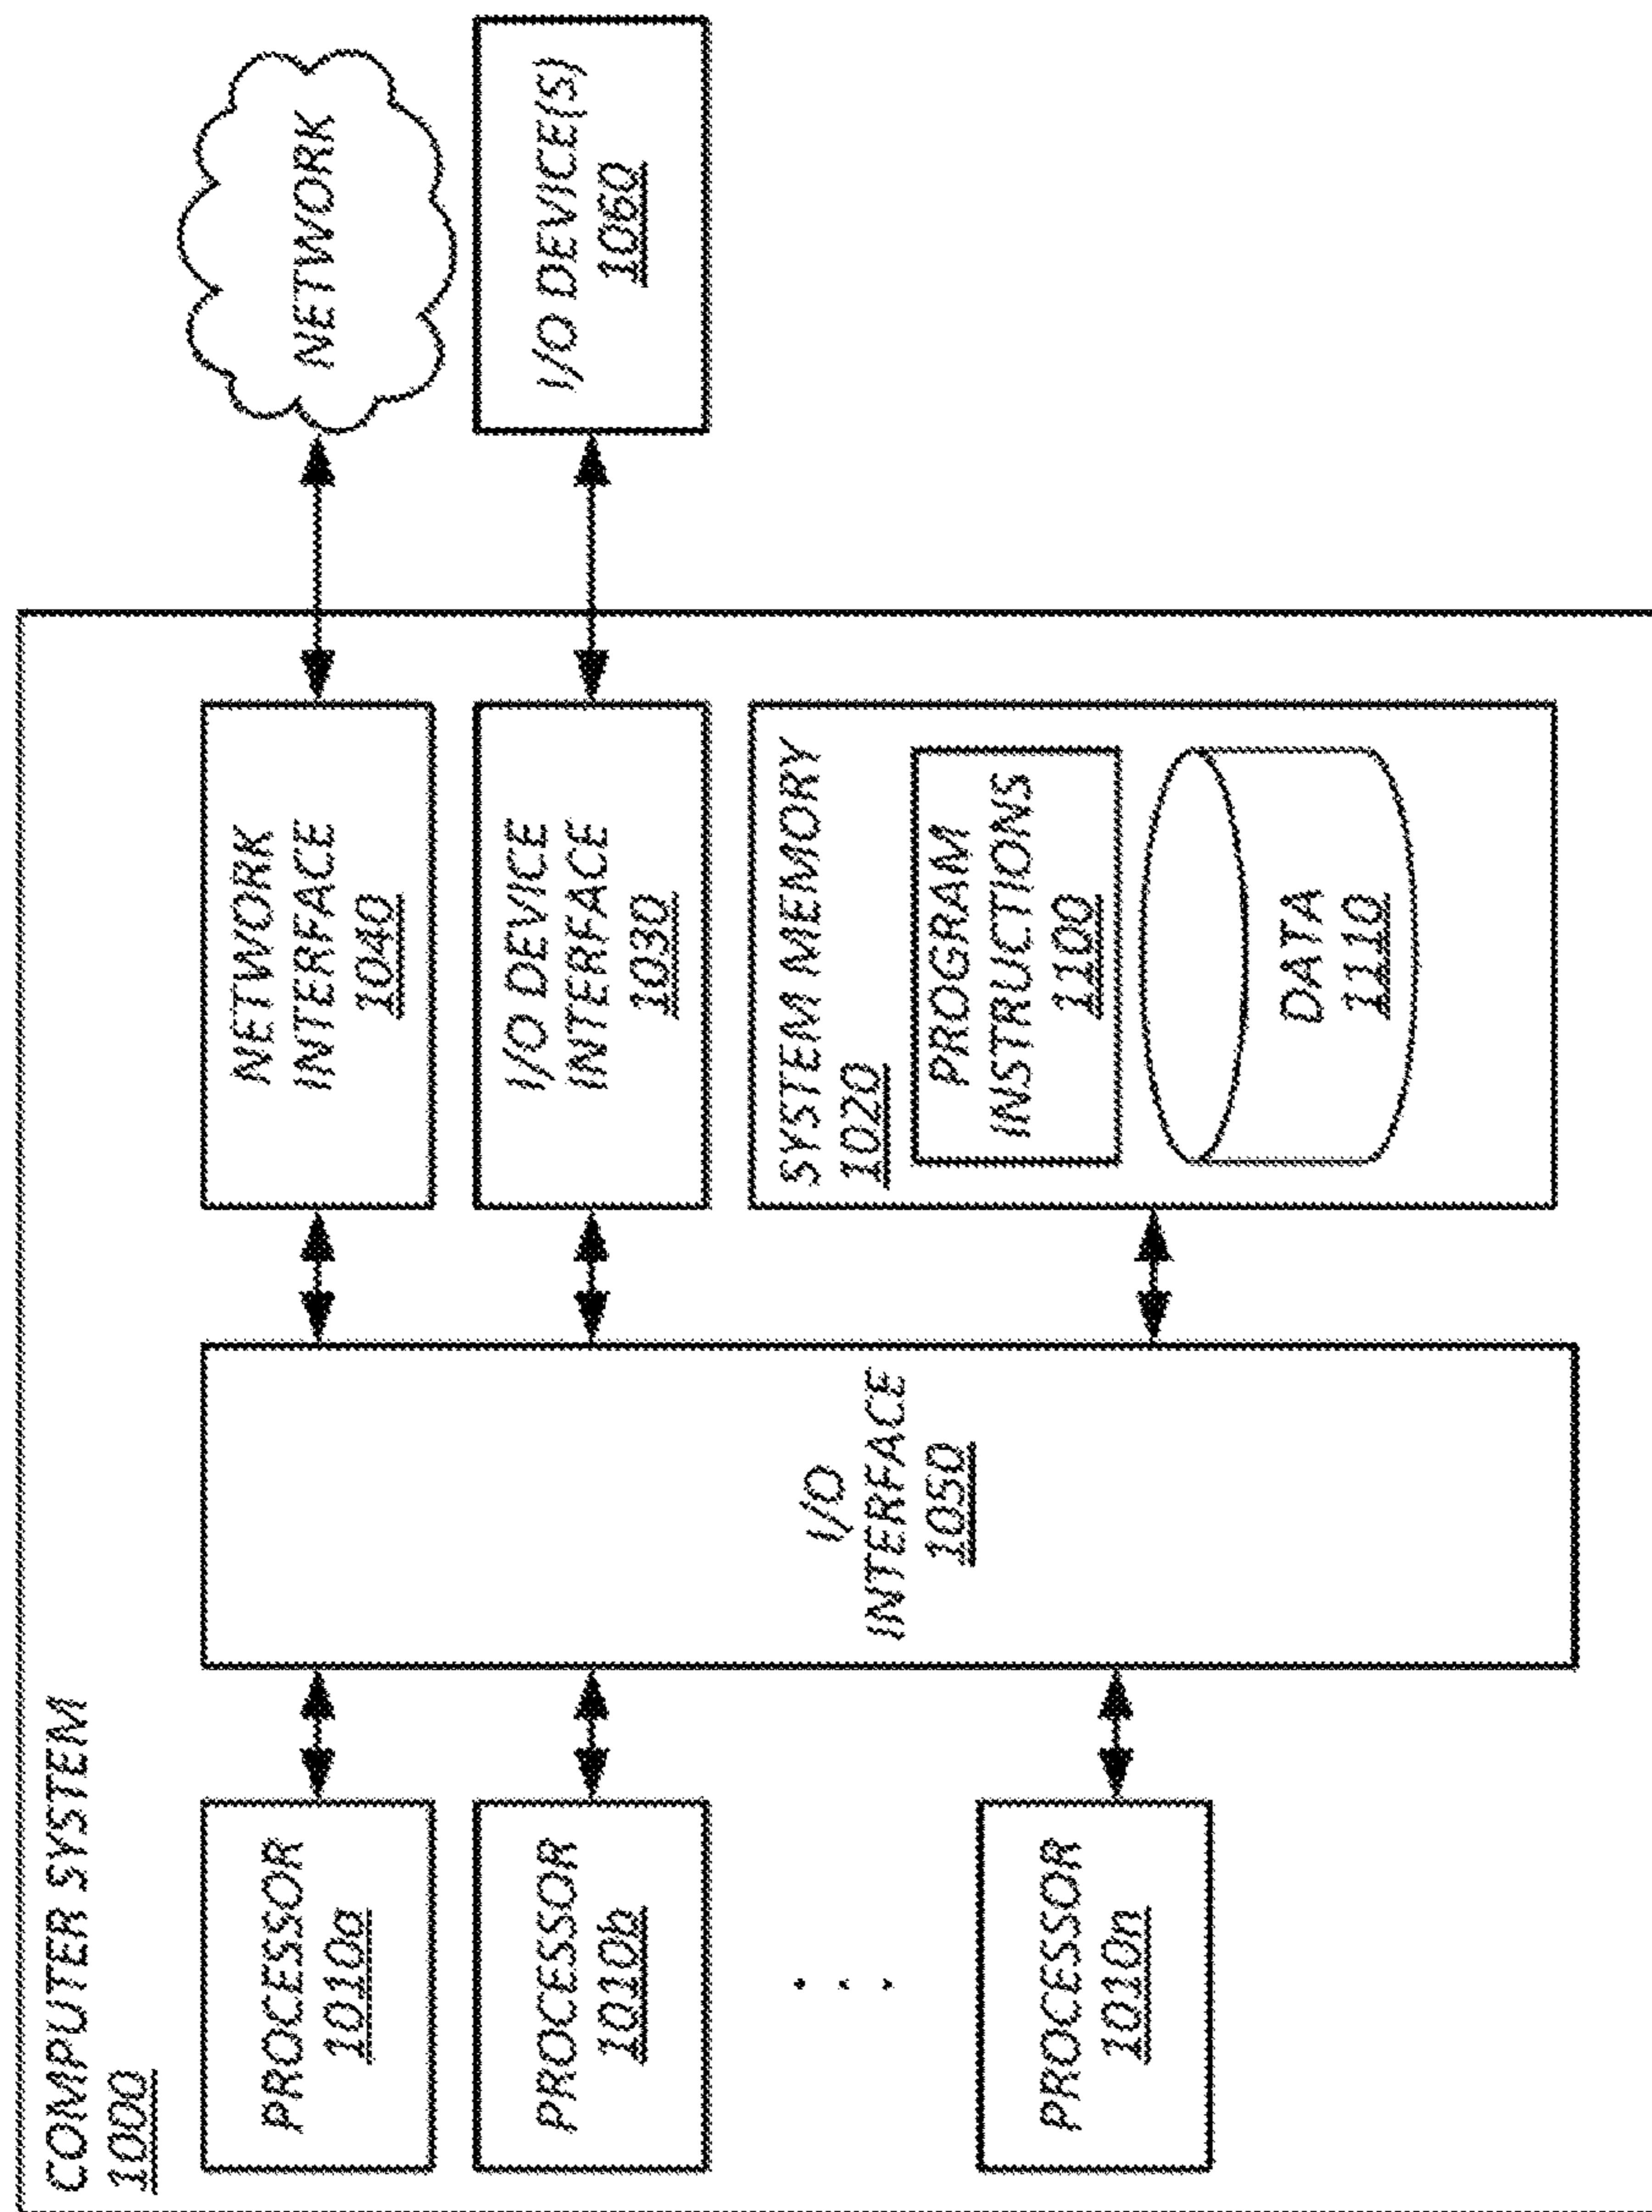 COMPUTER SYSTEM
1000
PROCESSOR
1010a
PROCESSOR
1010b
. . .
PROCESSOR
1010n
I/O
INTERFACE
1050
NETWORK
INTERFACE
1040
I/O DEVICE
INTERFACE
1030
SYSTEM MEMORY
1020
PROGRAM
INSTRUCTIONS
1100
DATA
1110
NETWORK
I/O DEVICE(S)
1060